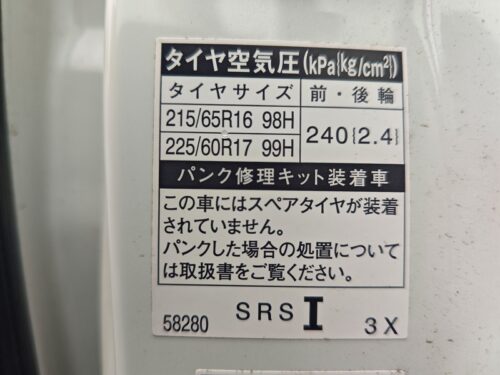 タイヤ空気圧(kPa{kg/cm²})
タイヤサイズ 前・後輪
215/65R16 98H
225/60R17 99H 240{2.4}
パンク修理キット装着車
この車にはスペアタイヤが装着
されていません。
パンクした場合の処置について
は取扱書をご覧ください。
58280 SRS I 3X